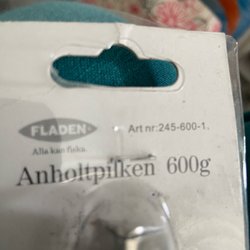 FLADEN
Art nr:245-600-1.
Alla kan fiska.
Anholtpilken 600g